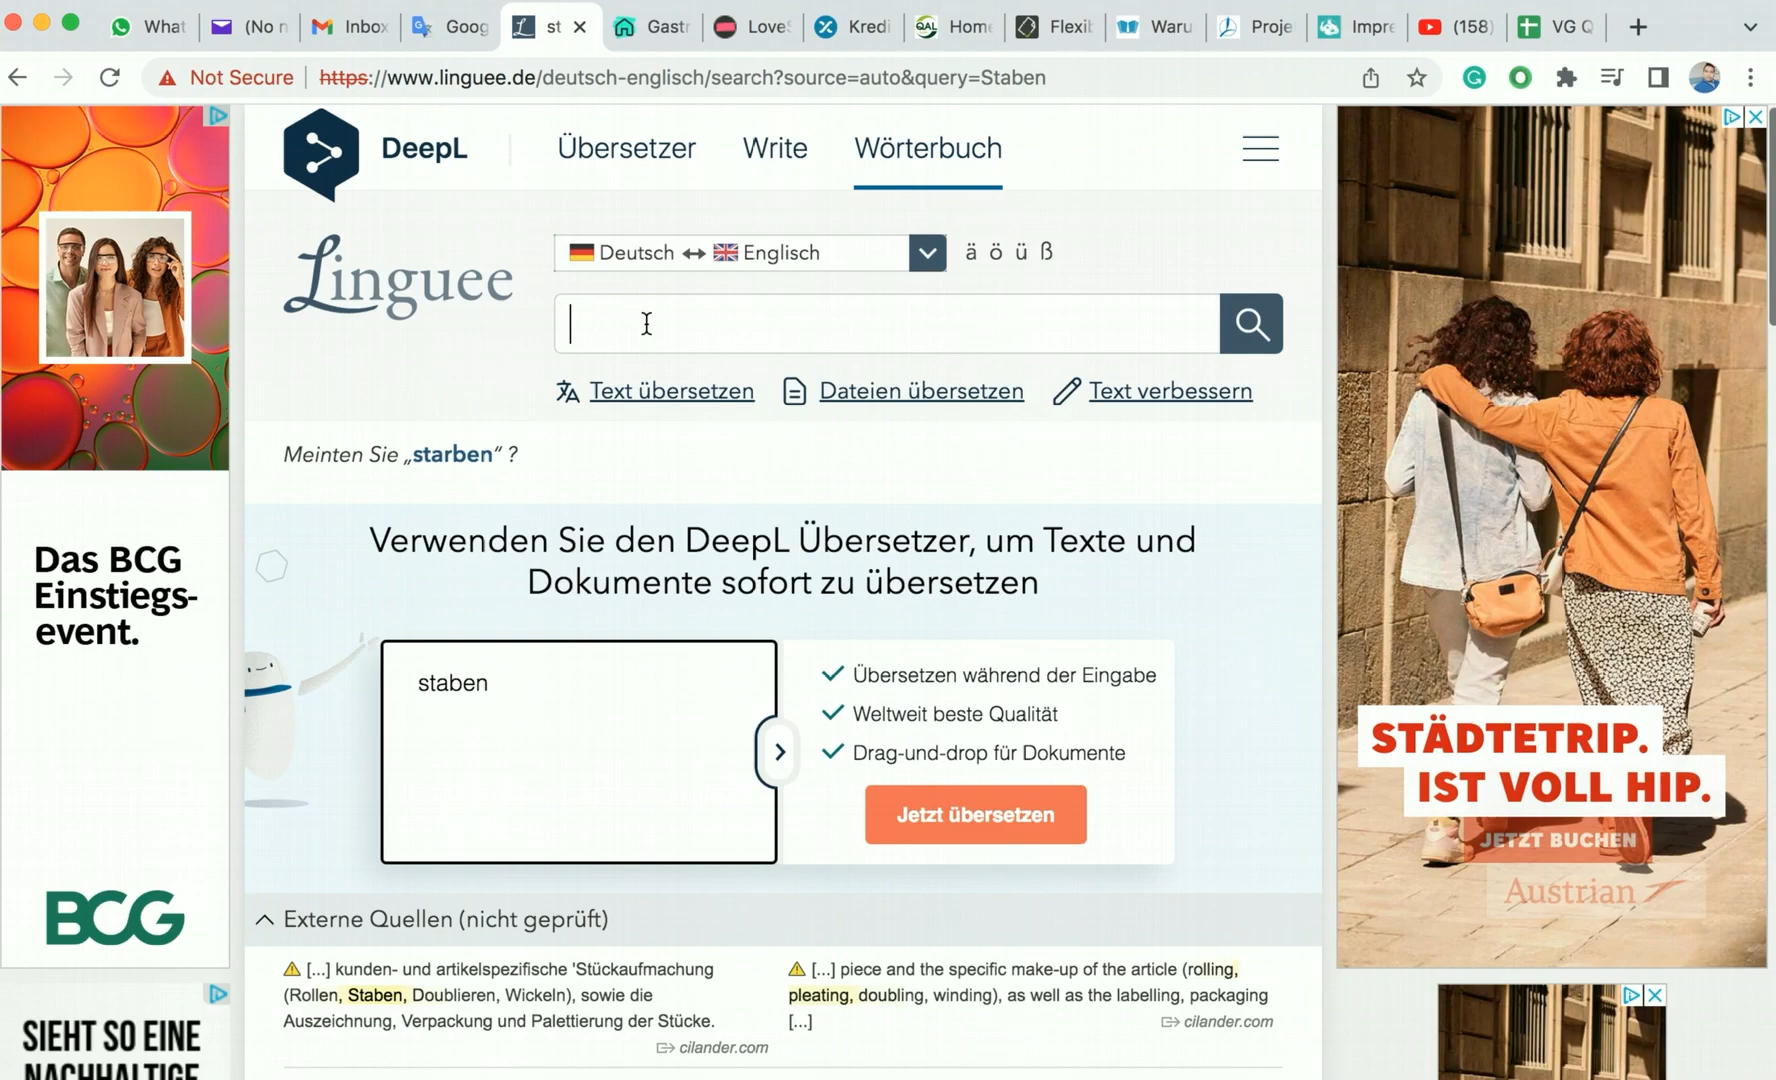 What
(No n
Inbox
Goog
st
Gastr
Love
Kredi
Home
Flexib
Waru
Proje
Impre
(158)
VG Q
Not Secure
https://www.linguee.de/deutsch-englisch/search?source=auto&query=Staben
DeepL
Übersetzer
Write
Wörterbuch
Linguee
Deutsch ↔ Englisch
ä ö ü ß
Text übersetzen
Dateien übersetzen
Text verbessern
Meinten Sie „starben“ ?
Verwenden Sie den DeepL Übersetzer, um Texte und
Dokumente sofort zu übersetzen
staben
Übersetzen während der Eingabe
Weltweit beste Qualität
Drag-und-drop für Dokumente
Jetzt übersetzen
Externe Quellen (nicht geprüft)
[...] kunden- und artikelspezifische 'Stückaufmachung
(Rollen, Staben, Doublieren, Wickeln), sowie die
Auszeichnung, Verpackung und Palettierung der Stücke.
cilander.com
[...] piece and the specific make-up of the article (rolling,
pleating, doubling, winding), as well as the labelling, packaging
[...]
cilander.com
Das BCG
Einstiegs-
event.
BCG
SIEHT SO EINE
NACHHALTIGE
STÄDTETRIP.
IST VOLL HIP.
JETZT BUCHEN
Austrian